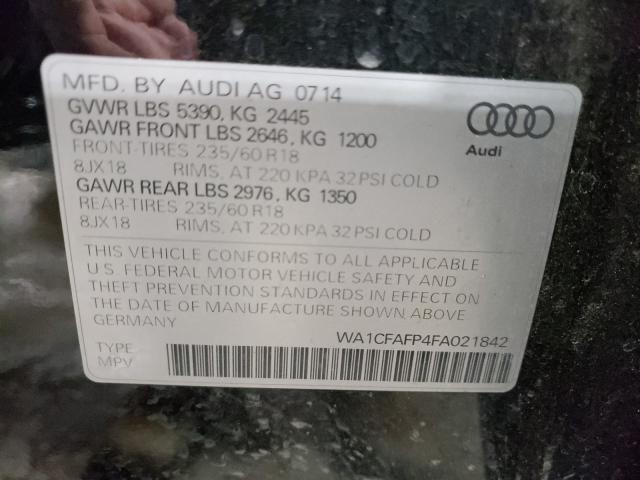 MFD. BY AUDI AG 0714
GVWR LBS 5390, KG 2445
GAWR FRONT LBS 2646, KG 1200
FRONT-TIRES 235/60 R18
8JX18 RIMS, AT 220 KPA 32 PSI COLD
GAWR REAR LBS 2976, KG 1350
REAR-TIRES 235/60 R18
8JX18 RIMS, AT 220 KPA 32 PSI COLD
Audi
THIS VEHICLE CONFORMS TO ALL APPLICABLE
U.S. FEDERAL MOTOR VEHICLE SAFETY AND
THEFT PREVENTION STANDARDS IN EFFECT ON
THE DATE OF MANUFACTURE SHOWN ABOVE
GERMANY
WA1CFAFP4FA021842
TYPE
MPV